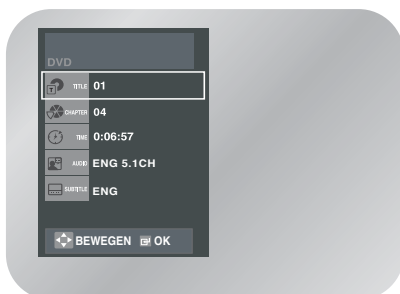 DVD
T TITLE 01
CHAPTER 04
TIME 0:06:57
AUDIO ENG 5.1CH
SUBTITLE ENG
BEWEGEN OK